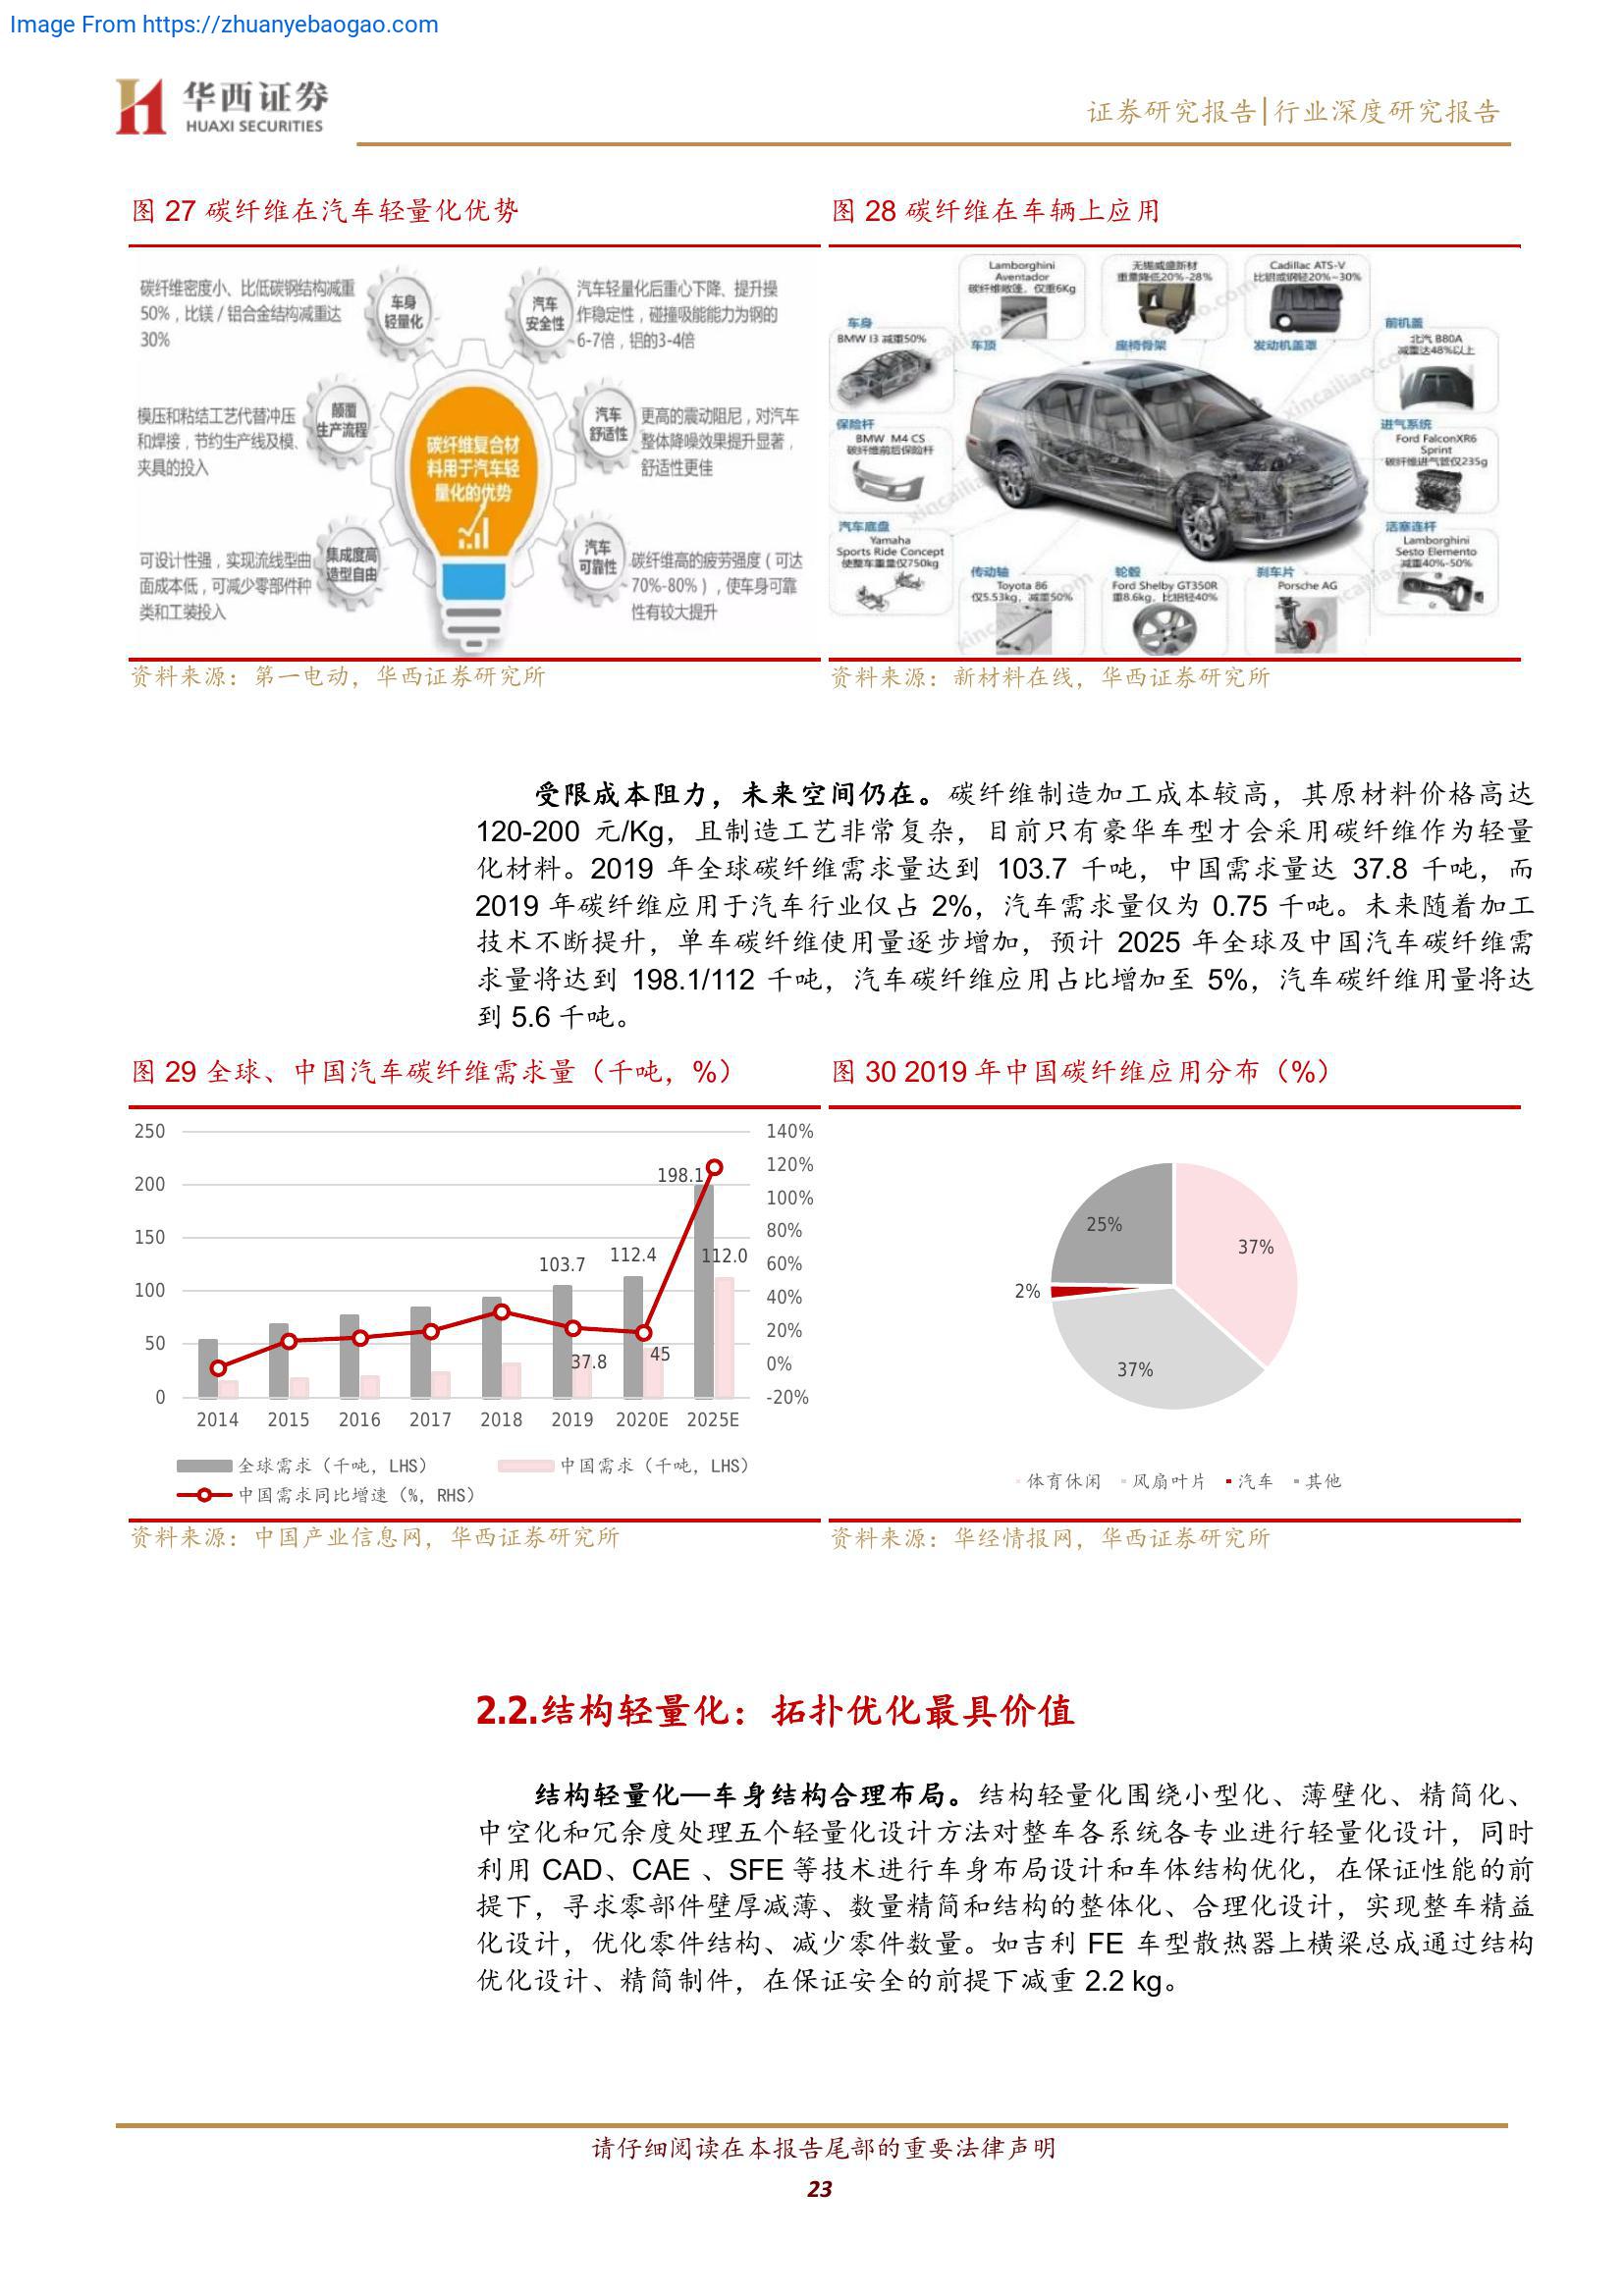 Image From https://zhuanyebaogao.com
华西证券
HUAXI SECURITIES
证券研究报告|行业深度研究报告
图 27 碳纤维在汽车轻量化优势
碳纤维密度小、比低碳钢结构减重
50%，比镁 / 铝合金结构减重达
30%
车身
轻量化
汽车
安全性
汽车轻量化后重心下降、提升操
作稳定性，碰撞吸能能力为钢的
6-7倍，铝的3-4倍
模压和粘结工艺代替冲压
和焊接，节约生产线及模、
夹具的投入
颠覆
生产流程
碳纤维复合材
料用于汽车轻
量化的优势
汽车
舒适性
更高的震动阻尼，对汽车
整体降噪效果提升显著，
舒适性更佳
可设计性强，实现流线型曲
面成本低，可减少零部件种
类和工装投入
集成度高
造型自由
汽车
可靠性
碳纤维高的疲劳强度（可达
70%-80%），使车身可靠
性有较大提升
资料来源：第一电动，华西证券研究所
图 28 碳纤维在车辆上应用
Lamborghini
Aventador
碳纤维敞篷，仅重6Kg
车顶
无锡威盛新材
重量降低20%-28%
座椅骨架
Cadillac ATS-V
比铝或钢轻20%-30%
发动机盖罩
车身
BMW I3 减重50%
前机盖
北汽 B80A
减重达48%以上
保险杆
BMW M4 CS
碳纤维前后保险杆
进气系统
Ford FalconXR6
Sprint
碳纤维进气管仅235g
汽车底盘
Yamaha
Sports Ride Concept
使整车重量仅750kg
活塞连杆
Lamborghini
Sesto Elemento
减重40%-50%
传动轴
Toyota 86
仅5.53kg，减重50%
轮毂
Ford Shelby GT350R
重8.6kg，比铝轻40%
刹车片
Porsche AG
xincailiao.com
资料来源：新材料在线，华西证券研究所
受限成本阻力，未来空间仍在。碳纤维制造加工成本较高，其原材料价格高达
120-200 元/Kg，且制造工艺非常复杂，目前只有豪华车型才会采用碳纤维作为轻量
化材料。2019 年全球碳纤维需求量达到 103.7 千吨，中国需求量达 37.8 千吨，而
2019 年碳纤维应用于汽车行业仅占 2%，汽车需求量仅为 0.75 千吨。未来随着加工
技术不断提升，单车碳纤维使用量逐步增加，预计 2025 年全球及中国汽车碳纤维需
求量将达到 198.1/112 千吨，汽车碳纤维应用占比增加至 5%，汽车碳纤维用量将达
到 5.6 千吨。
图 29 全球、中国汽车碳纤维需求量（千吨，%）
250
200
150
100
50
0
140%
120%
100%
80%
60%
40%
20%
0%
-20%
103.7
112.4
198.1
37.8
45
112.0
2014 2015 2016 2017 2018 2019 2020E 2025E
全球需求（千吨，LHS）
中国需求（千吨，LHS）
中国需求同比增速（%，RHS）
资料来源：中国产业信息网，华西证券研究所
图 30 2019 年中国碳纤维应用分布（%）
25%
37%
2%
37%
体育休闲 风扇叶片 汽车 其他
资料来源：华经情报网，华西证券研究所
2.2.结构轻量化：拓扑优化最具价值
结构轻量化—车身结构合理布局。结构轻量化围绕小型化、薄壁化、精简化、
中空化和冗余度处理五个轻量化设计方法对整车各系统各专业进行轻量化设计，同时
利用 CAD、CAE 、SFE 等技术进行车身布局设计和车体结构优化，在保证性能的前
提下，寻求零部件壁厚减薄、数量精简和结构的整体化、合理化设计，实现整车精益
化设计，优化零件结构、减少零件数量。如吉利 FE 车型散热器上横梁总成通过结构
优化设计、精简制件，在保证安全的前提下减重 2.2 kg。
请仔细阅读在本报告尾部的重要法律声明
23